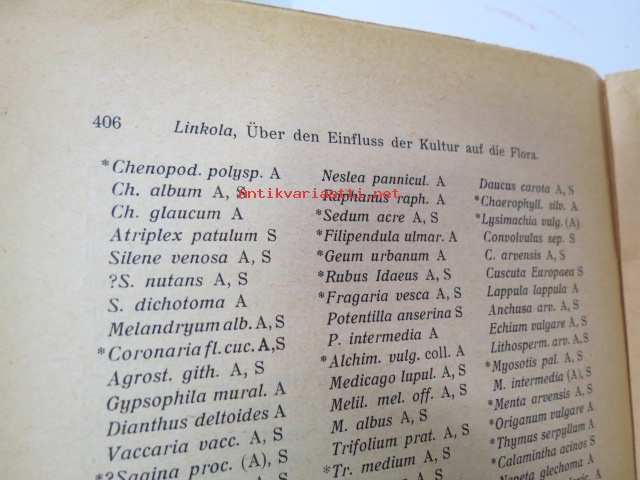 406 Linkola, Über den Einfluss der Kultur auf die Flora.
*Chenopod. polysp. A
Ch. album A, S
Ch. glaucum A
Atriplex patulum S
Silene venosa A, S
?S. nutans A, S
S. dichotoma A
Melandryum alb. A, S
*Coronaria fl. cuc. A, S
Agrost. gith. A, S
Gypsophila mural. A
Dianthus deltoides A
Vaccaria vacc. A, S
*?Sagina proc. (A), S
Neslea pannicul. A
Raphanus raph. A
*Sedum acre A, S
*Filipendula ulmar. A
*Geum urbanum A
*Rubus Idaeus A, S
*Fragaria vesca A, S
Potentilla anserina S
P. intermedia A
*Alchim. vulg. coll. A
Medicago lupul. A, S
Melil. mel. off. A, S
M. albus A, S
Trifolium prat. A, S
*Tr. medium A, S
Daucus carota A, S
*Chaerophyll. silv. A
*Lysimachia vulg. (A)
Convolvulus sep. S
C. arvensis A, S
Cuscuta Europaea S
Lappula lappula A
Anchusa arv. A, S
Echium vulgare A, S
Lithosperm. arv. A, S
*Myosotis pal. A, S
M. intermedia (A), S
*Menta arvensis A, S
*Origanum vulgare A
*Thymus serpyllum A
*Calamintha acinos S
Nepeta glechoma A
antikvariaatti.net